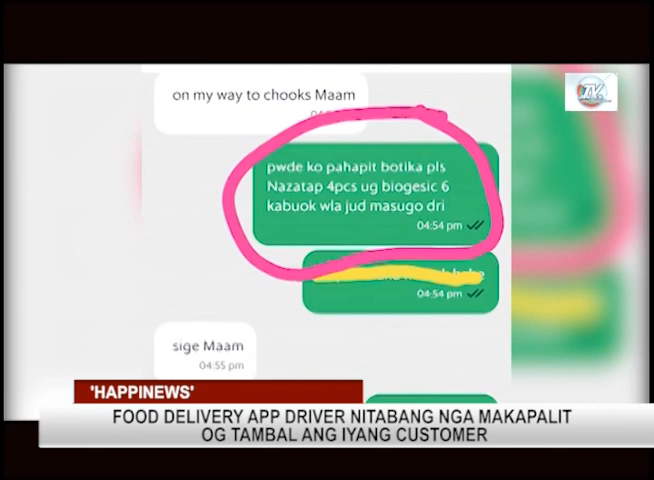 on my way to chooks Maam
pwde ko pahapit botika pls
Nazatap 4pcs ug biogesic 6
kabuok wla jud masugo dri
04:54 pm
04:54 pm
sige Maam
04:55 pm
'HAPPINEWS'
FOOD DELIVERY APP DRIVER NITABANG NGA MAKAPALIT
OG TAMBAL ANG IYANG CUSTOMER